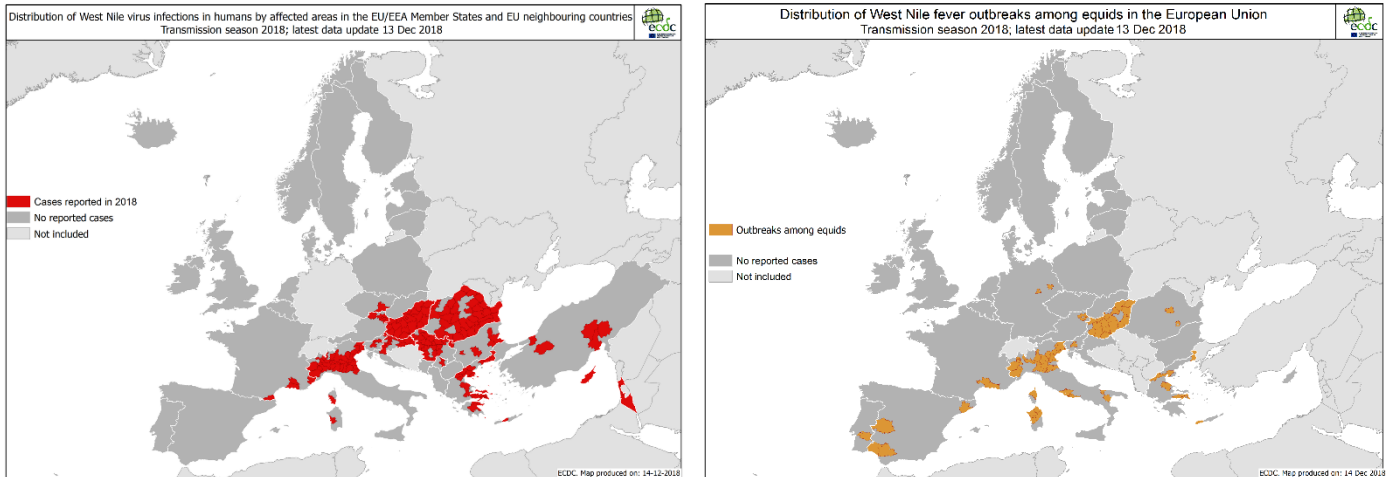 Distribution of West Nile virus infections in humans by affected areas in the EU/EEA Member States and EU neighbouring countries
Transmission season 2018; latest data update 13 Dec 2018
ecdc
Cases reported in 2018
No reported cases
Not included
ECDC. Map produced on: 14-12-2018
Distribution of West Nile fever outbreaks among equids in the European Union
Transmission season 2018; latest data update 13 Dec 2018
ecdc
Outbreaks among equids
No reported cases
Not included
ECDC. Map produced on: 14 Dec 2018